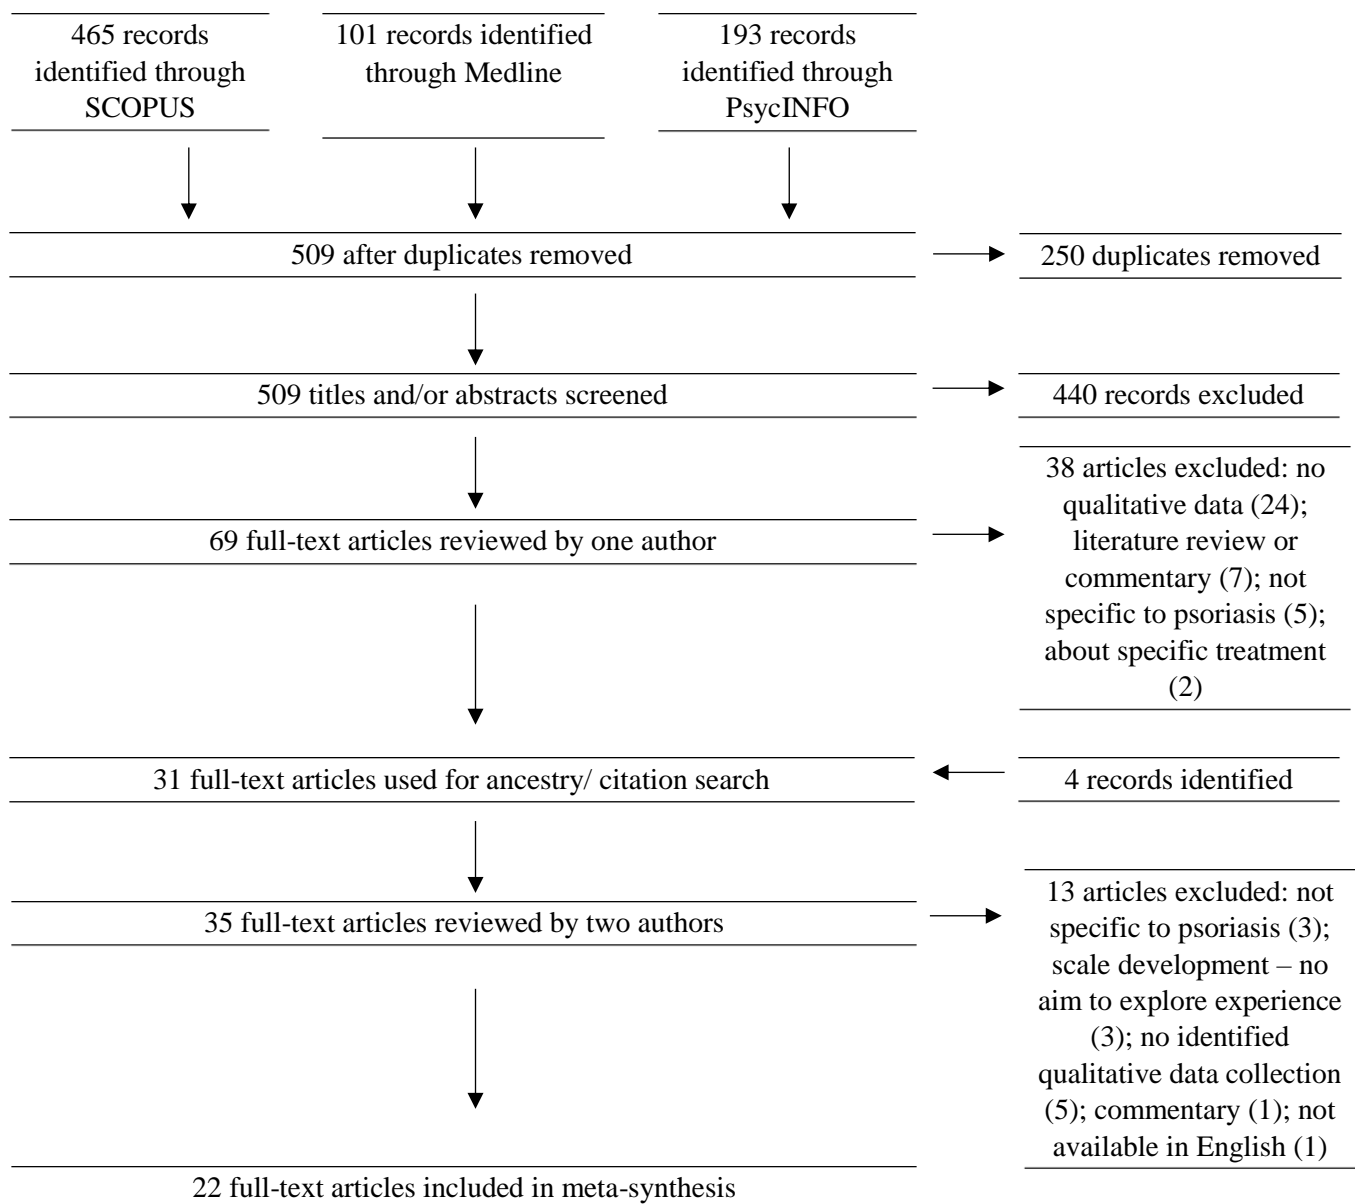 465 records
identified through
SCOPUS
101 records identified
through Medline
193 records
identified through
PsycINFO
509 after duplicates removed
250 duplicates removed
509 titles and/or abstracts screened
440 records excluded
69 full-text articles reviewed by one author
38 articles excluded: no
qualitative data (24);
literature review or
commentary (7); not
specific to psoriasis (5);
about specific treatment
(2)
31 full-text articles used for ancestry/ citation search
4 records identified
35 full-text articles reviewed by two authors
13 articles excluded: not
specific to psoriasis (3);
scale development – no
aim to explore experience
(3); no identified
qualitative data collection
(5); commentary (1); not
available in English (1)
22 full-text articles included in meta-synthesis